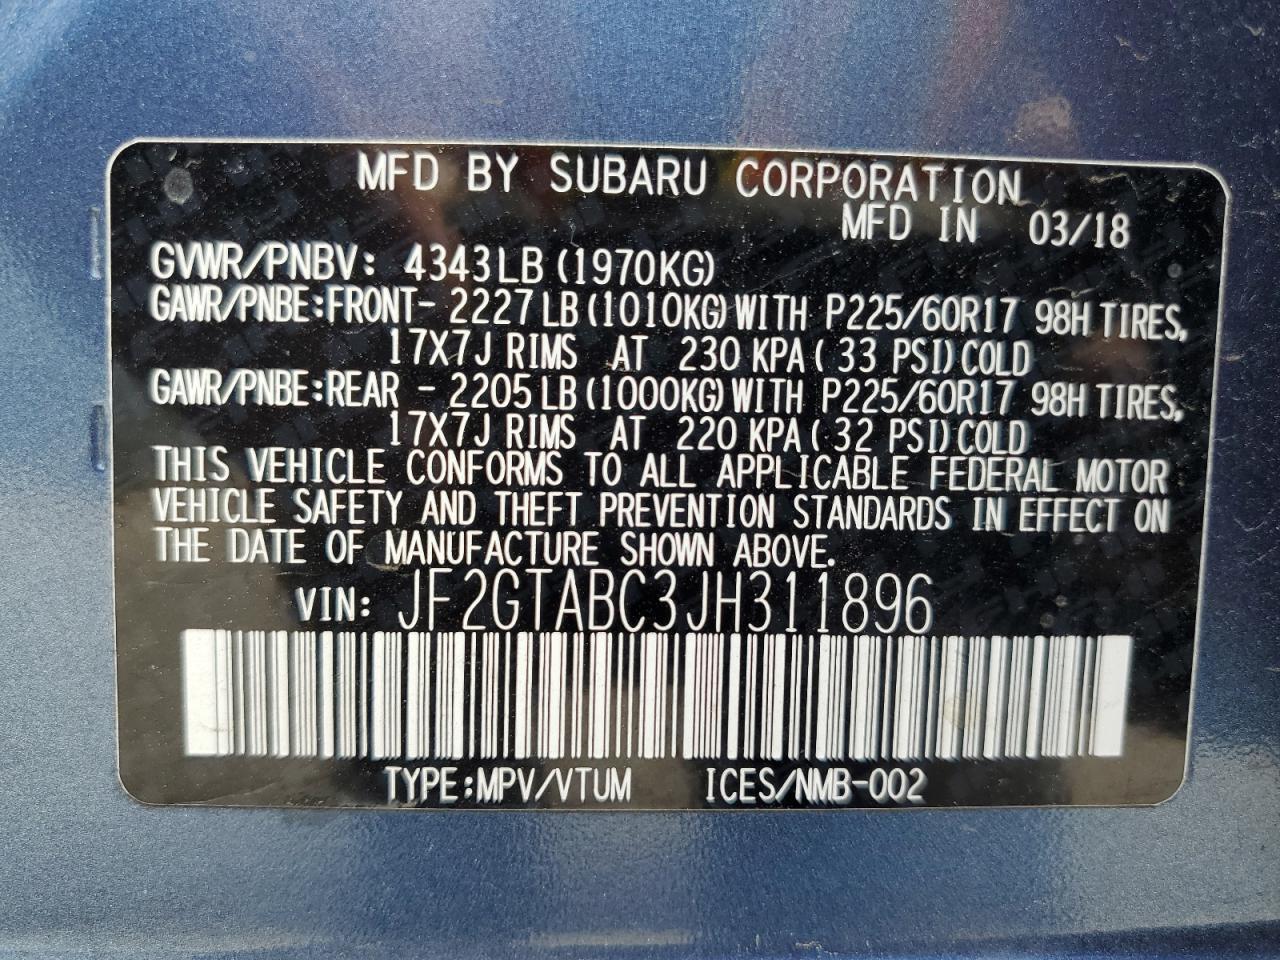 MFD BY SUBARU CORPORATION
MFD IN 03/18
GVWR/PNBV: 4343LB (1970KG)
GAWR/PNBE:FRONT- 2227LB (1010KG) WITH P225/60R17 98H TIRES,
17X7J RIMS AT 230 KPA ( 33 PSI) COLD
GAWR/PNBE:REAR - 2205LB (1000KG) WITH P225/60R17 98H TIRES,
17X7J RIMS AT 220 KPA ( 32 PSI) COLD
THIS VEHICLE CONFORMS TO ALL APPLICABLE FEDERAL MOTOR
VEHICLE SAFETY AND THEFT PREVENTION STANDARDS IN EFFECT ON
THE DATE OF MANUFACTURE SHOWN ABOVE.
VIN: JF2GTABC3JH311896
TYPE:MPV/VTUM ICES/NMB-002